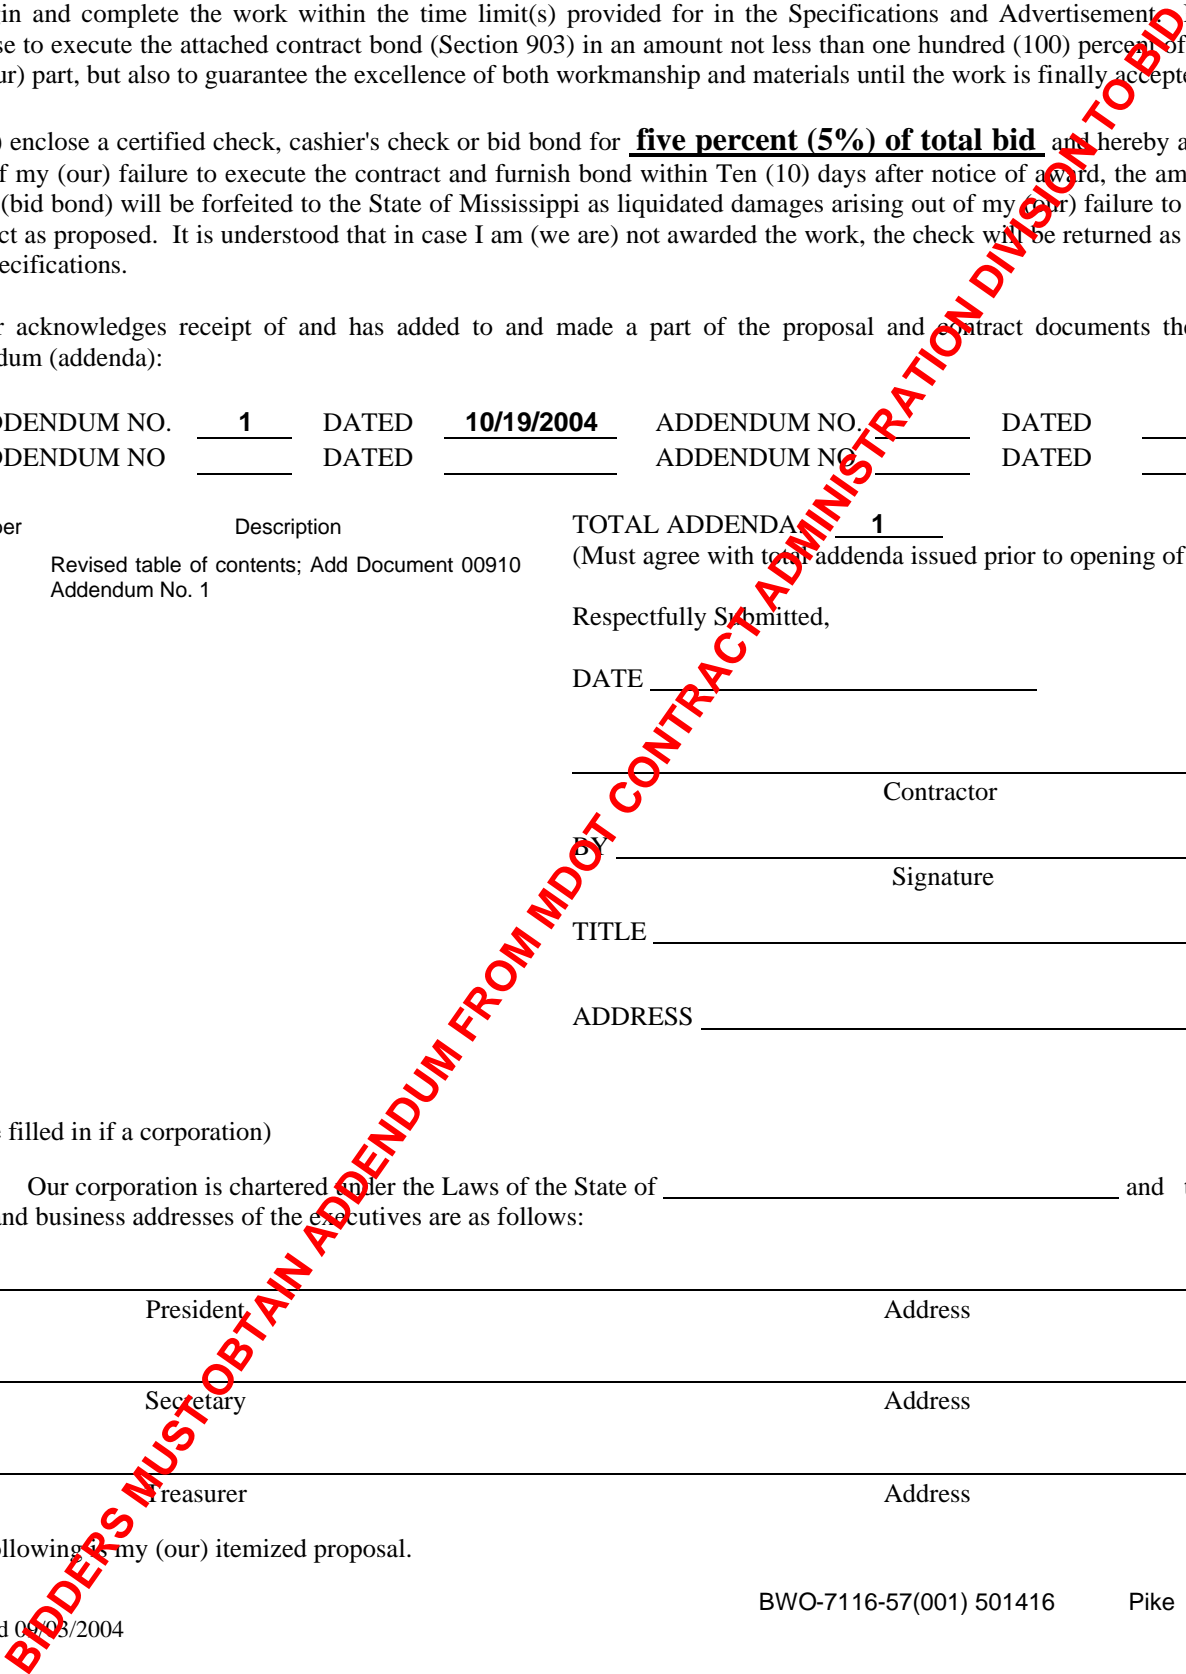 in and complete the work within the time limit(s) provided for in the Specifications and Advertisement.
se to execute the attached contract bond (Section 903) in an amount not less than one hundred (100) percent of
ur) part, but also to guarantee the excellence of both workmanship and materials until the work is finally accepte
) enclose a certified check, cashier's check or bid bond for five percent (5%) of total bid and hereby a
f my (our) failure to execute the contract and furnish bond within Ten (10) days after notice of award, the am
(bid bond) will be forfeited to the State of Mississippi as liquidated damages arising out of my (our) failure to
ct as proposed. It is understood that in case I am (we are) not awarded the work, the check will be returned as
ecifications.
r acknowledges receipt of and has added to and made a part of the proposal and contract documents the
dum (addenda):
DDENDUM NO. 1 DATED 10/19/2004 ADDENDUM NO. DATED
DDENDUM NO DATED ADDENDUM NO DATED
ber Description TOTAL ADDENDA: 1
(Must agree with total addenda issued prior to opening of
Revised table of contents; Add Document 00910
Addendum No. 1
Respectfully Submitted,
DATE
Contractor
BY
Signature
TITLE
ADDRESS
e filled in if a corporation)
Our corporation is chartered under the Laws of the State of and t
and business addresses of the executives are as follows:
President Address
Secretary Address
Treasurer Address
ollowing is my (our) itemized proposal.
BWO-7116-57(001) 501416 Pike
d 09/03/2004
BIDDERS MUST OBTAIN ADDENDUM FROM MDOT CONTRACT ADMINISTRATION DIVISION TO BID